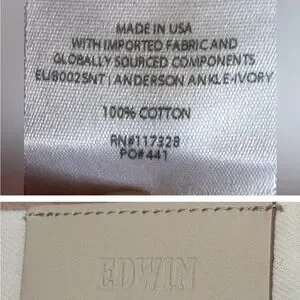 MADE IN USA
WITH IMPORTED FABRIC AND
GLOBALLY SOURCED COMPONENTS
EU8002SNT | ANDERSON ANKLE-IVORY
100% COTTON
RN#117328
PO#441
EDWIN